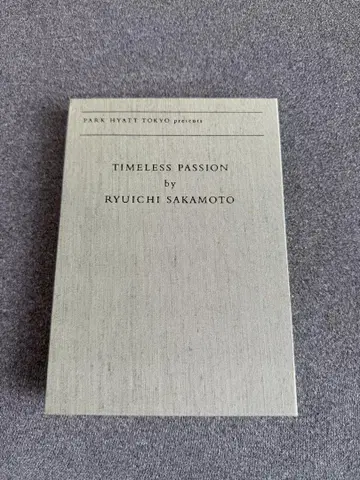 PARK HYATT TOKYO presents
TIMELESS PASSION
by
RYUICHI SAKAMOTO